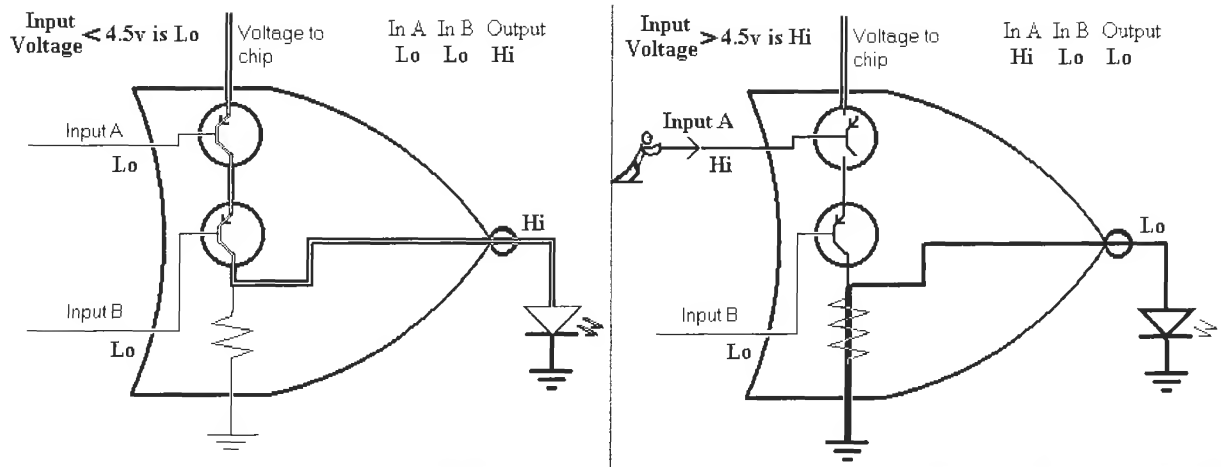 Input
Voltage < 4.5v is Lo
Voltage to
chip
In A In B Output
Lo Lo Hi
Input A
Lo
Hi
Input B
Lo
Input
Voltage > 4.5v is Hi
Voltage to
chip
In A In B Output
Hi Lo Lo
Input A
Hi
Lo
Input B
Lo